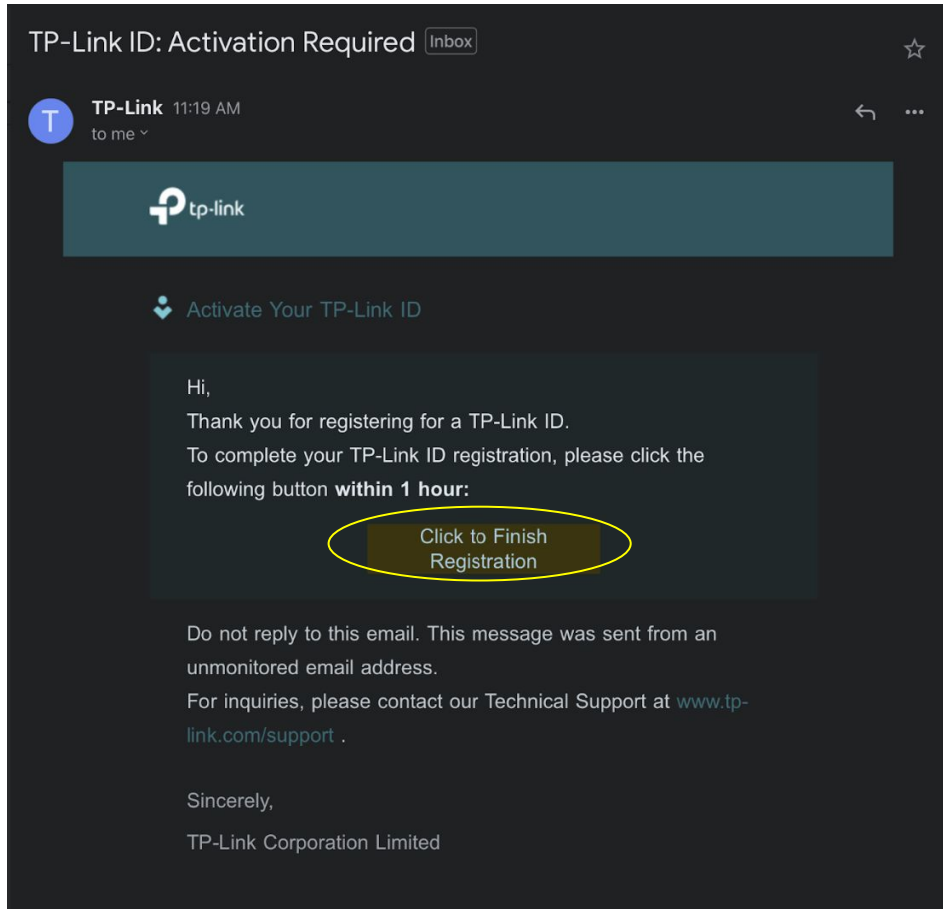 TP-Link ID: Activation Required Inbox
T
TP-Link 11:19 AM
to me
tp-link
Activate Your TP-Link ID
Hi,
Thank you for registering for a TP-Link ID.
To complete your TP-Link ID registration, please click the
following button within 1 hour:
Click to Finish
Registration
Do not reply to this email. This message was sent from an
unmonitored email address.
For inquiries, please contact our Technical Support at www.tp-
link.com/support .
Sincerely,
TP-Link Corporation Limited